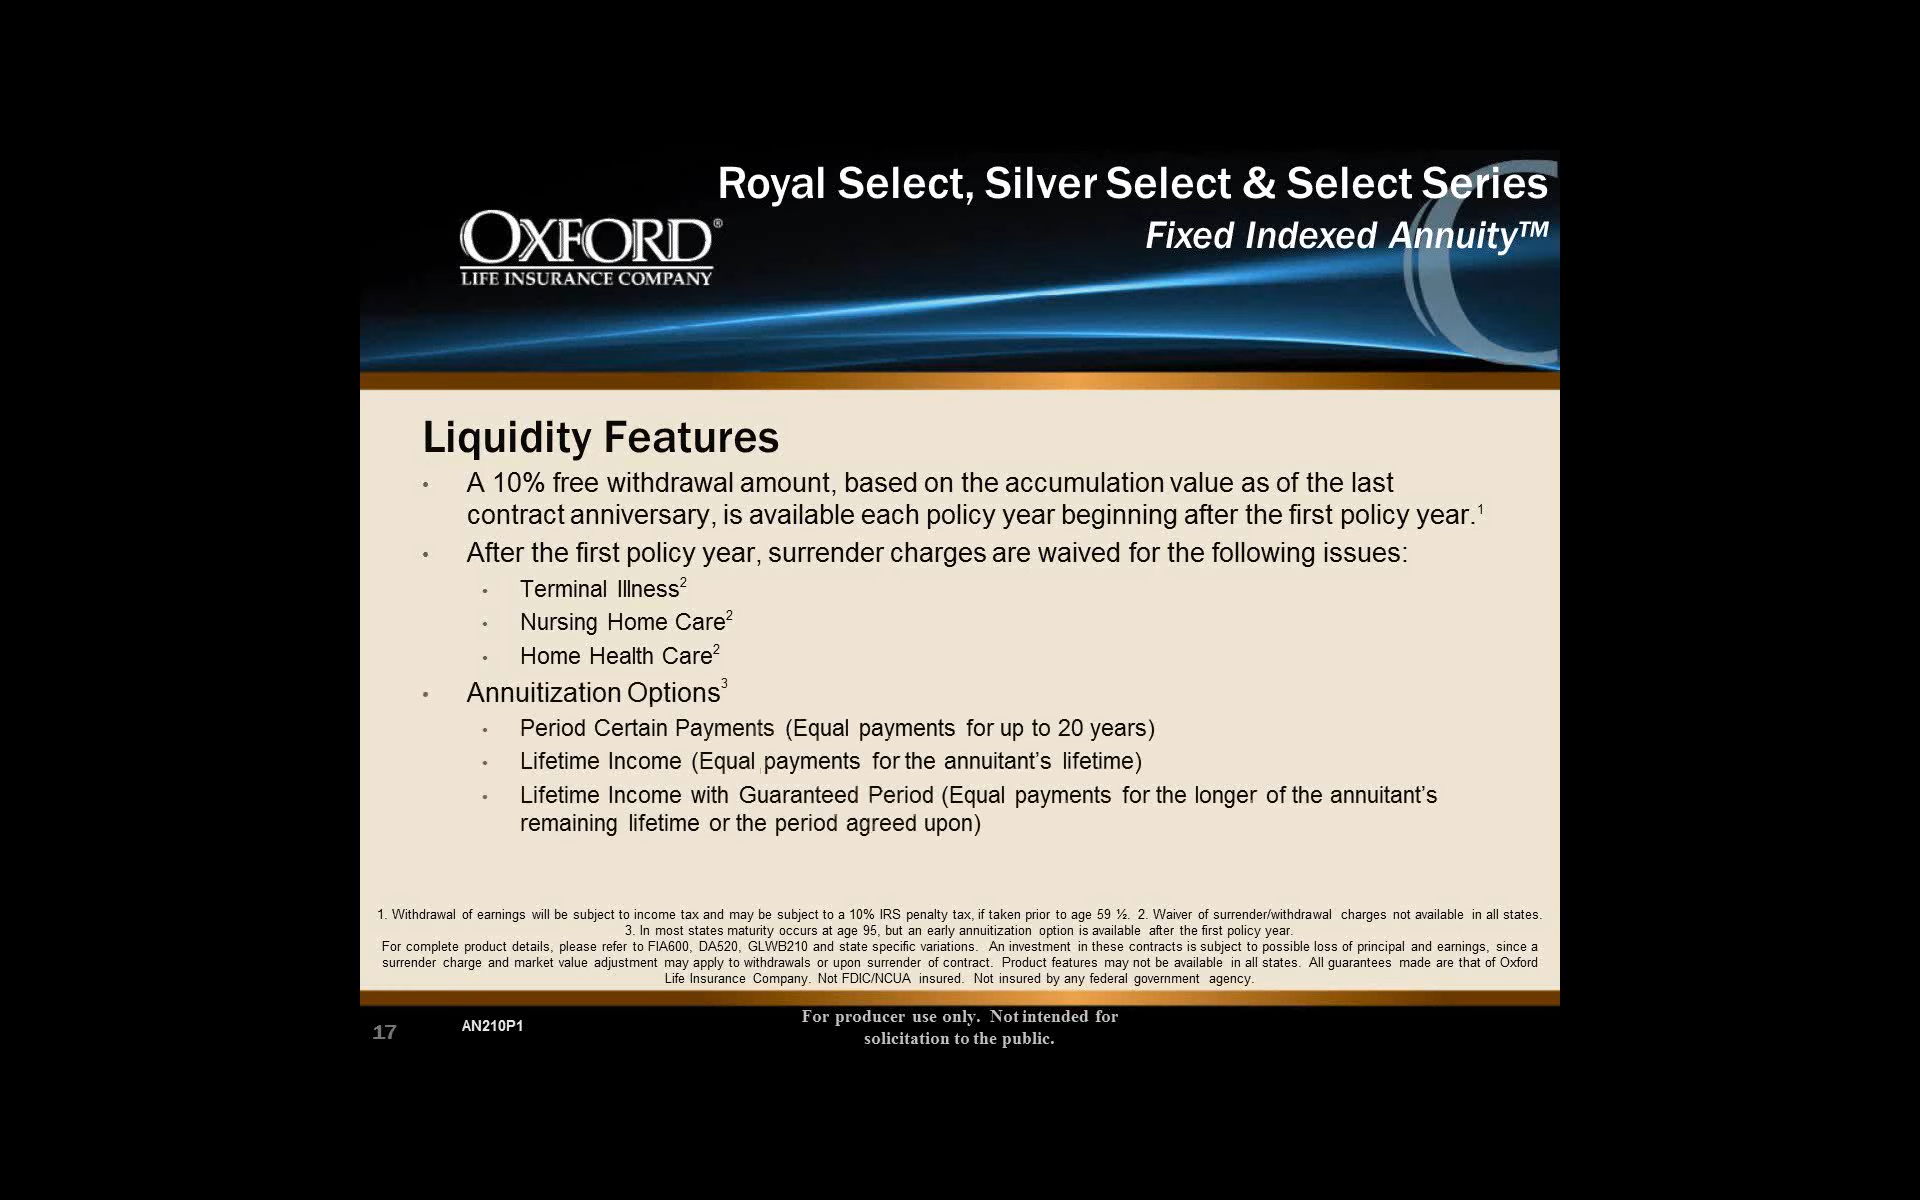 Royal Select, Silver Select & Select Series
Fixed Indexed Annuity™
OXFORD®
LIFE INSURANCE COMPANY
Liquidity Features
• A 10% free withdrawal amount, based on the accumulation value as of the last
contract anniversary, is available each policy year beginning after the first policy year.¹
• After the first policy year, surrender charges are waived for the following issues:
• Terminal Illness²
• Nursing Home Care²
• Home Health Care²
• Annuitization Options³
• Period Certain Payments (Equal payments for up to 20 years)
• Lifetime Income (Equal payments for the annuitant’s lifetime)
• Lifetime Income with Guaranteed Period (Equal payments for the longer of the annuitant’s
remaining lifetime or the period agreed upon)
1. Withdrawal of earnings will be subject to income tax and may be subject to a 10% IRS penalty tax, if taken prior to age 59 ½. 2. Waiver of surrender/withdrawal charges not available in all states.
3. In most states maturity occurs at age 95, but an early annuitization option is available after the first policy year.
For complete product details, please refer to FIA600, DA520, GLWB210 and state specific variations. An investment in these contracts is subject to possible loss of principal and earnings, since a
surrender charge and market value adjustment may apply to withdrawals or upon surrender of contract. Product features may not be available in all states. All guarantees made are that of Oxford
Life Insurance Company. Not FDIC/NCUA insured. Not insured by any federal government agency.
17
AN210P1
For producer use only. Not intended for
solicitation to the public.